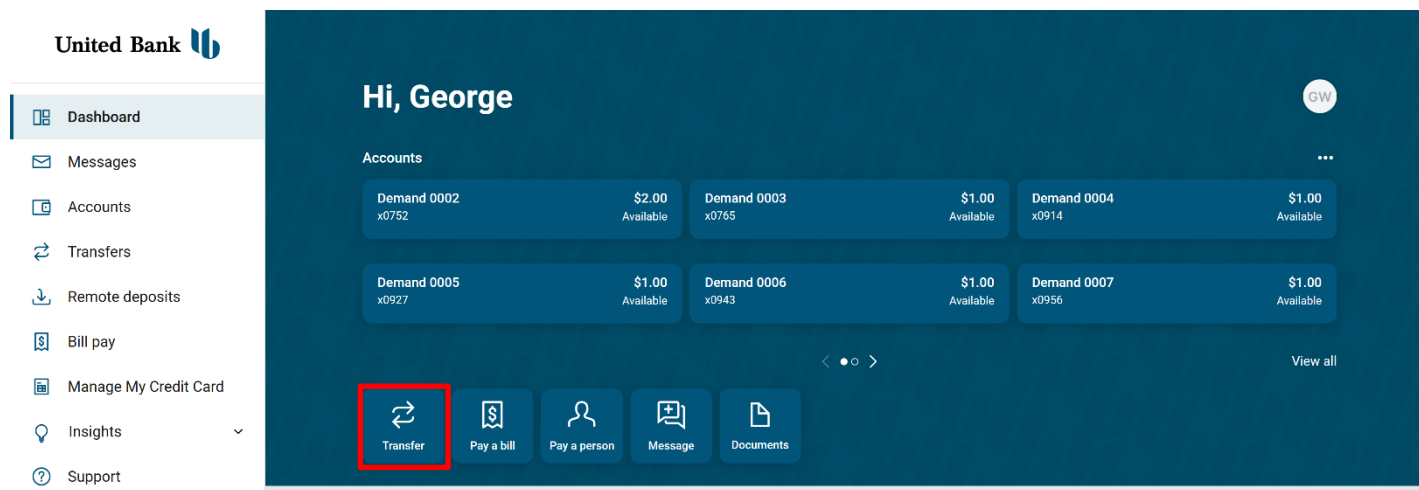 United Bank
Dashboard
Messages
Accounts
Transfers
Remote deposits
Bill pay
Manage My Credit Card
Insights
Support
Hi, George
GW
Accounts
Demand 0002 $2.00
x0752 Available
Demand 0003 $1.00
x0765 Available
Demand 0004 $1.00
x0914 Available
Demand 0005 $1.00
x0927 Available
Demand 0006 $1.00
x0943 Available
Demand 0007 $1.00
x0956 Available
View all
Transfer
Pay a bill
Pay a person
Message
Documents